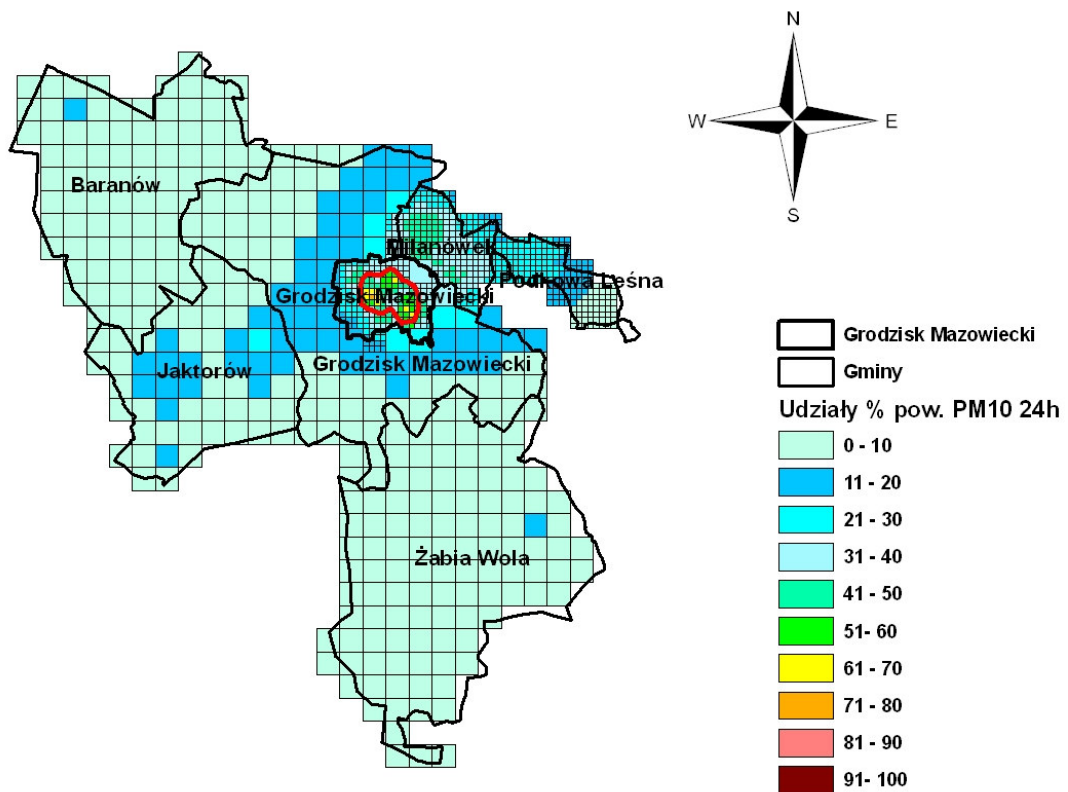 N
W
E
S
Baranów
Milanówek
Podkowa Leśna
Grodzisk Mazowiecki
Grodzisk Mazowiecki
Jaktorów
Żabia Wola
Grodzisk Mazowiecki
Gminy
Udziały % pow. PM10 24h
0 - 10
11 - 20
21 - 30
31 - 40
41 - 50
51- 60
61 - 70
71 - 80
81 - 90
91- 100